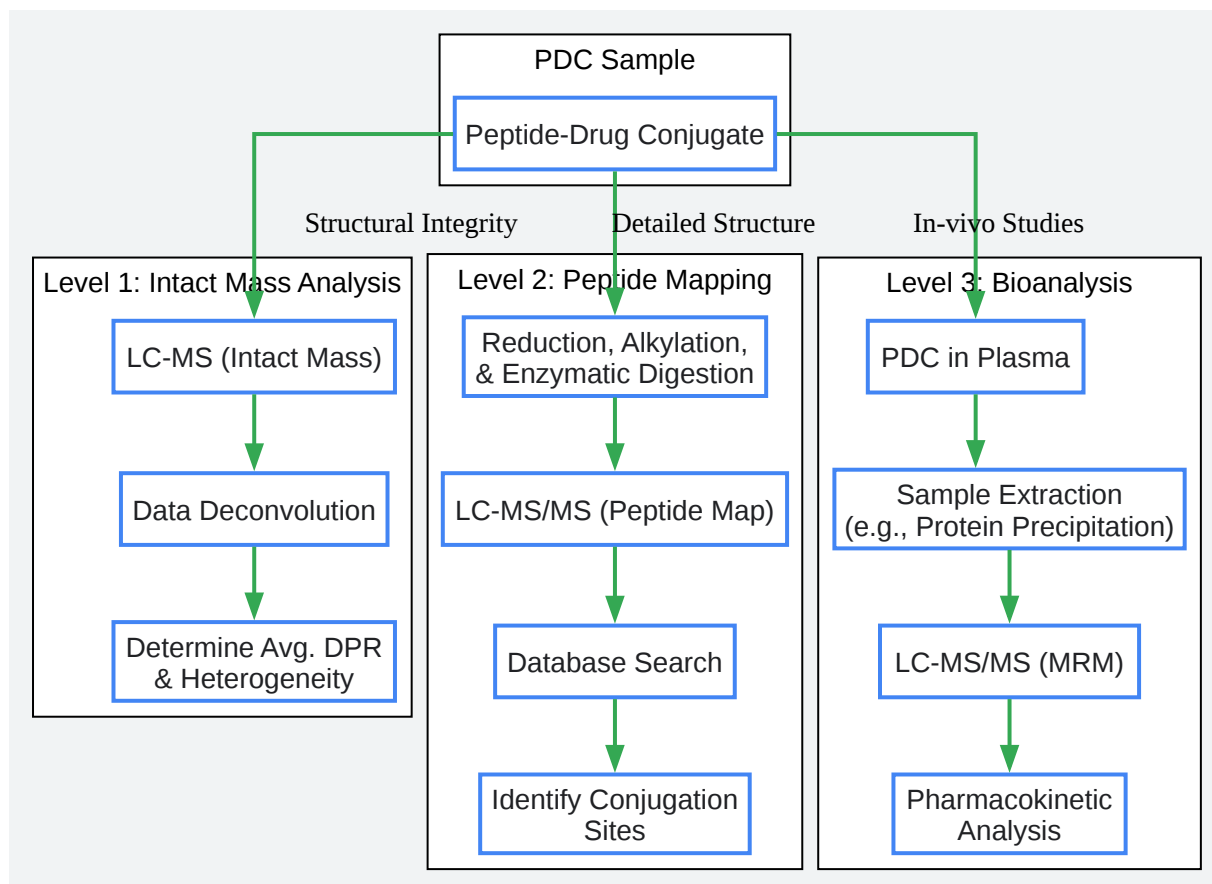 PDC Sample
Peptide-Drug Conjugate
Structural Integrity
Detailed Structure
In-vivo Studies
Level 1: Intact Mass Analysis
LC-MS (Intact Mass)
Data Deconvolution
Determine Avg. DPR
& Heterogeneity
Level 2: Peptide Mapping
Reduction, Alkylation,
& Enzymatic Digestion
LC-MS/MS (Peptide Map)
Database Search
Identify Conjugation
Sites
Level 3: Bioanalysis
PDC in Plasma
Sample Extraction
(e.g., Protein Precipitation)
LC-MS/MS (MRM)
Pharmacokinetic
Analysis